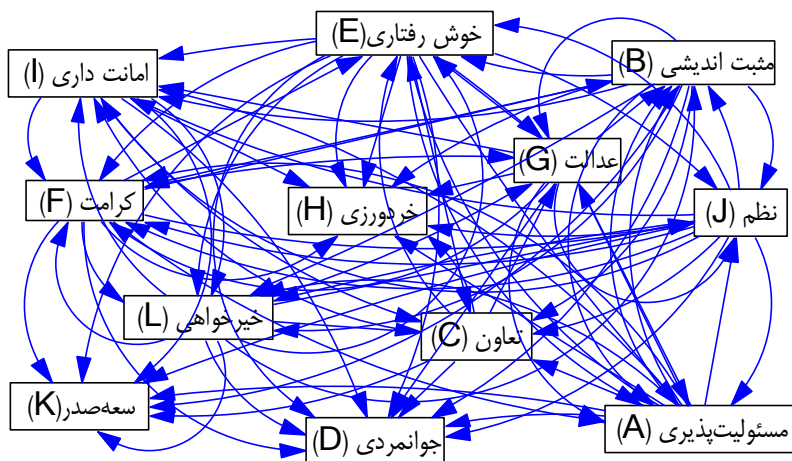 خوش رفتاری(E)
مثبت اندیشی (B)
امانت داری (I)
عدالت (G)
کرامت (F)
خردورزی (H)
نظم (J)
خیرخواهی (L)
تعاون (C)
سعه‌صدر(K)
جوانمردی (D)
مسئولیت‌پذیری (A)